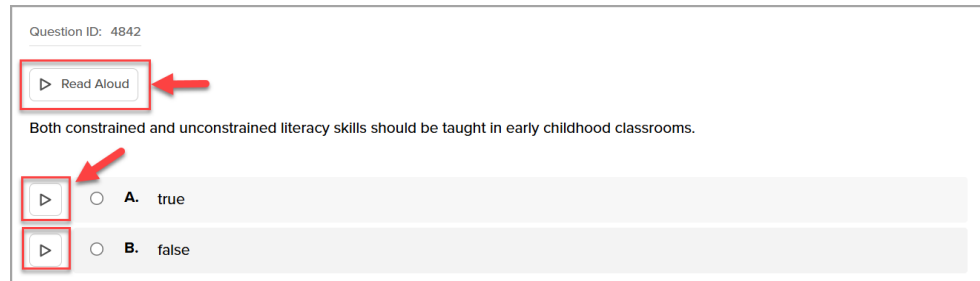 Question ID: 4842
Read Aloud
Both constrained and unconstrained literacy skills should be taught in early childhood classrooms.
A. true
B. false